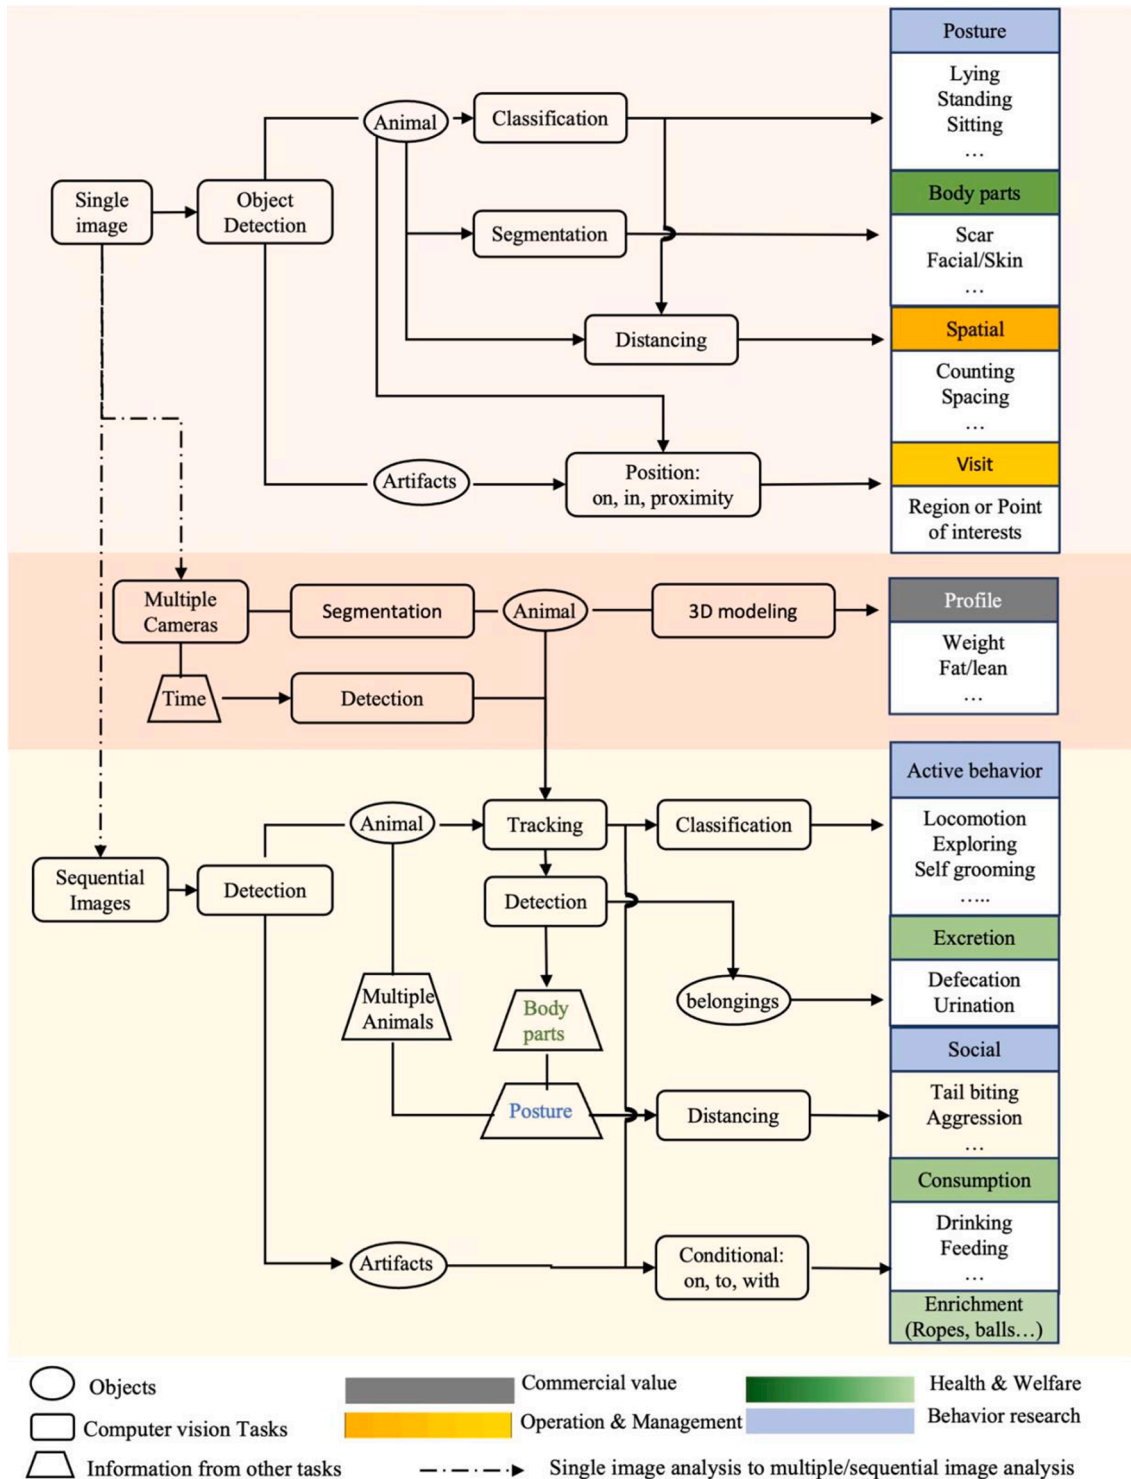 Posture
Lying
Standing
Sitting
…
Animal
Classification
Single
image
Object
Detection
Body parts
Segmentation
Scar
Facial/Skin
…
Distancing
Spatial
Counting
Spacing
…
Artifacts
Position:
on, in, proximity
Visit
Region or Point
of interests
Multiple
Cameras
Segmentation
Animal
3D modeling
Profile
Weight
Fat/lean
…
Time
Detection
Active behavior
Animal
Tracking
Classification
Locomotion
Exploring
Self grooming
…..
Sequential
Images
Detection
Detection
Excretion
Defecation
Urination
Multiple
Animals
Body
parts
belongings
Social
Posture
Distancing
Tail biting
Aggression
…
Consumption
Drinking
Feeding
…
Artifacts
Conditional:
on, to, with
Enrichment
(Ropes, balls…)
Objects
Commercial value
Health & Welfare
Computer vision Tasks
Operation & Management
Behavior research
Information from other tasks
Single image analysis to multiple/sequential image analysis